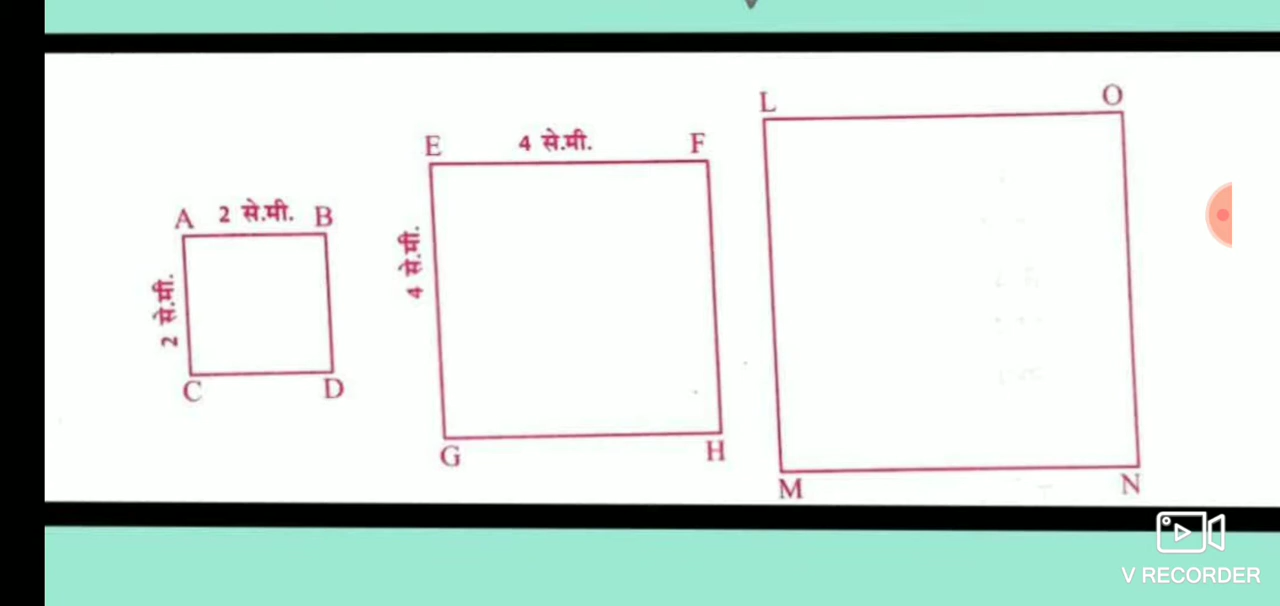 A 2 से.मी. B
2 से.मी.
C D
E 4 से.मी. F
4 से.मी.
G H
L O
M N
V RECORDER